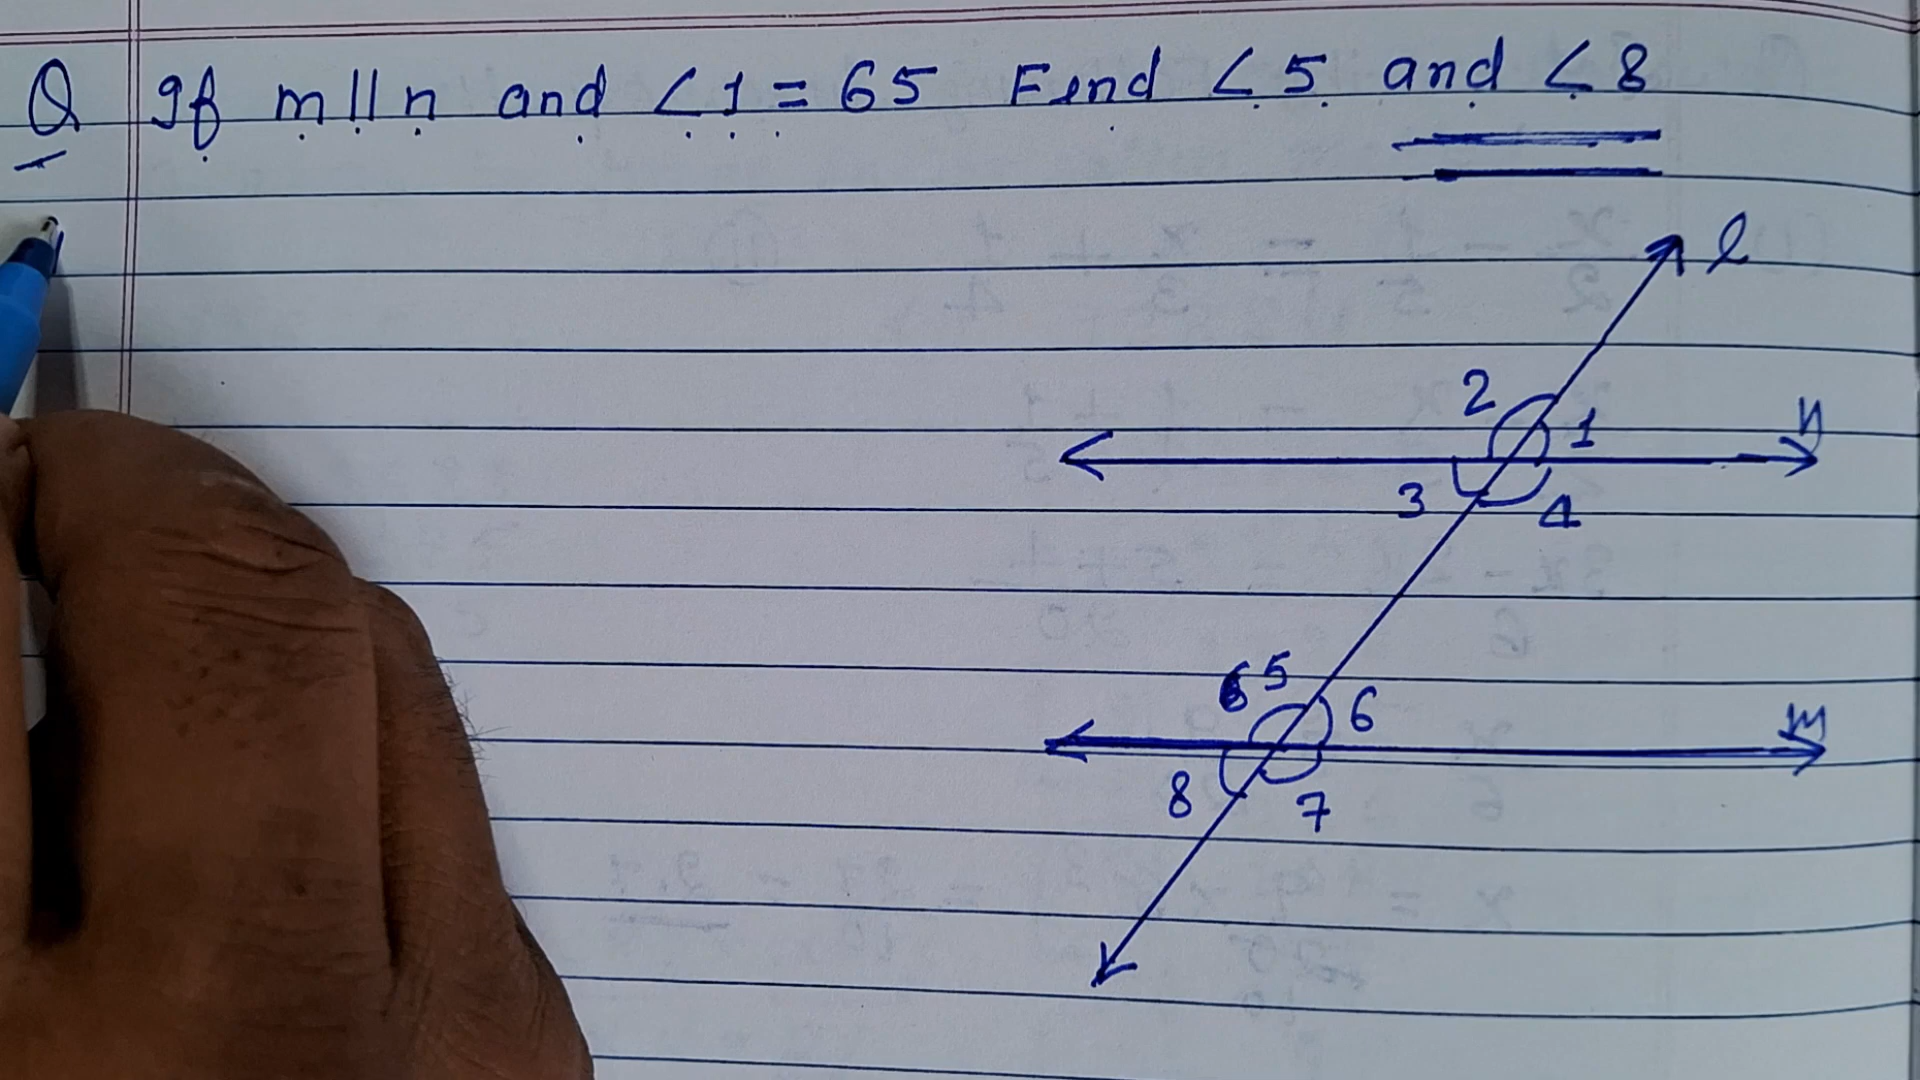 Q If m || n and ∠1 = 65 Find ∠5 and ∠8
l
2 1 n
3 4
5 6 m
8 7